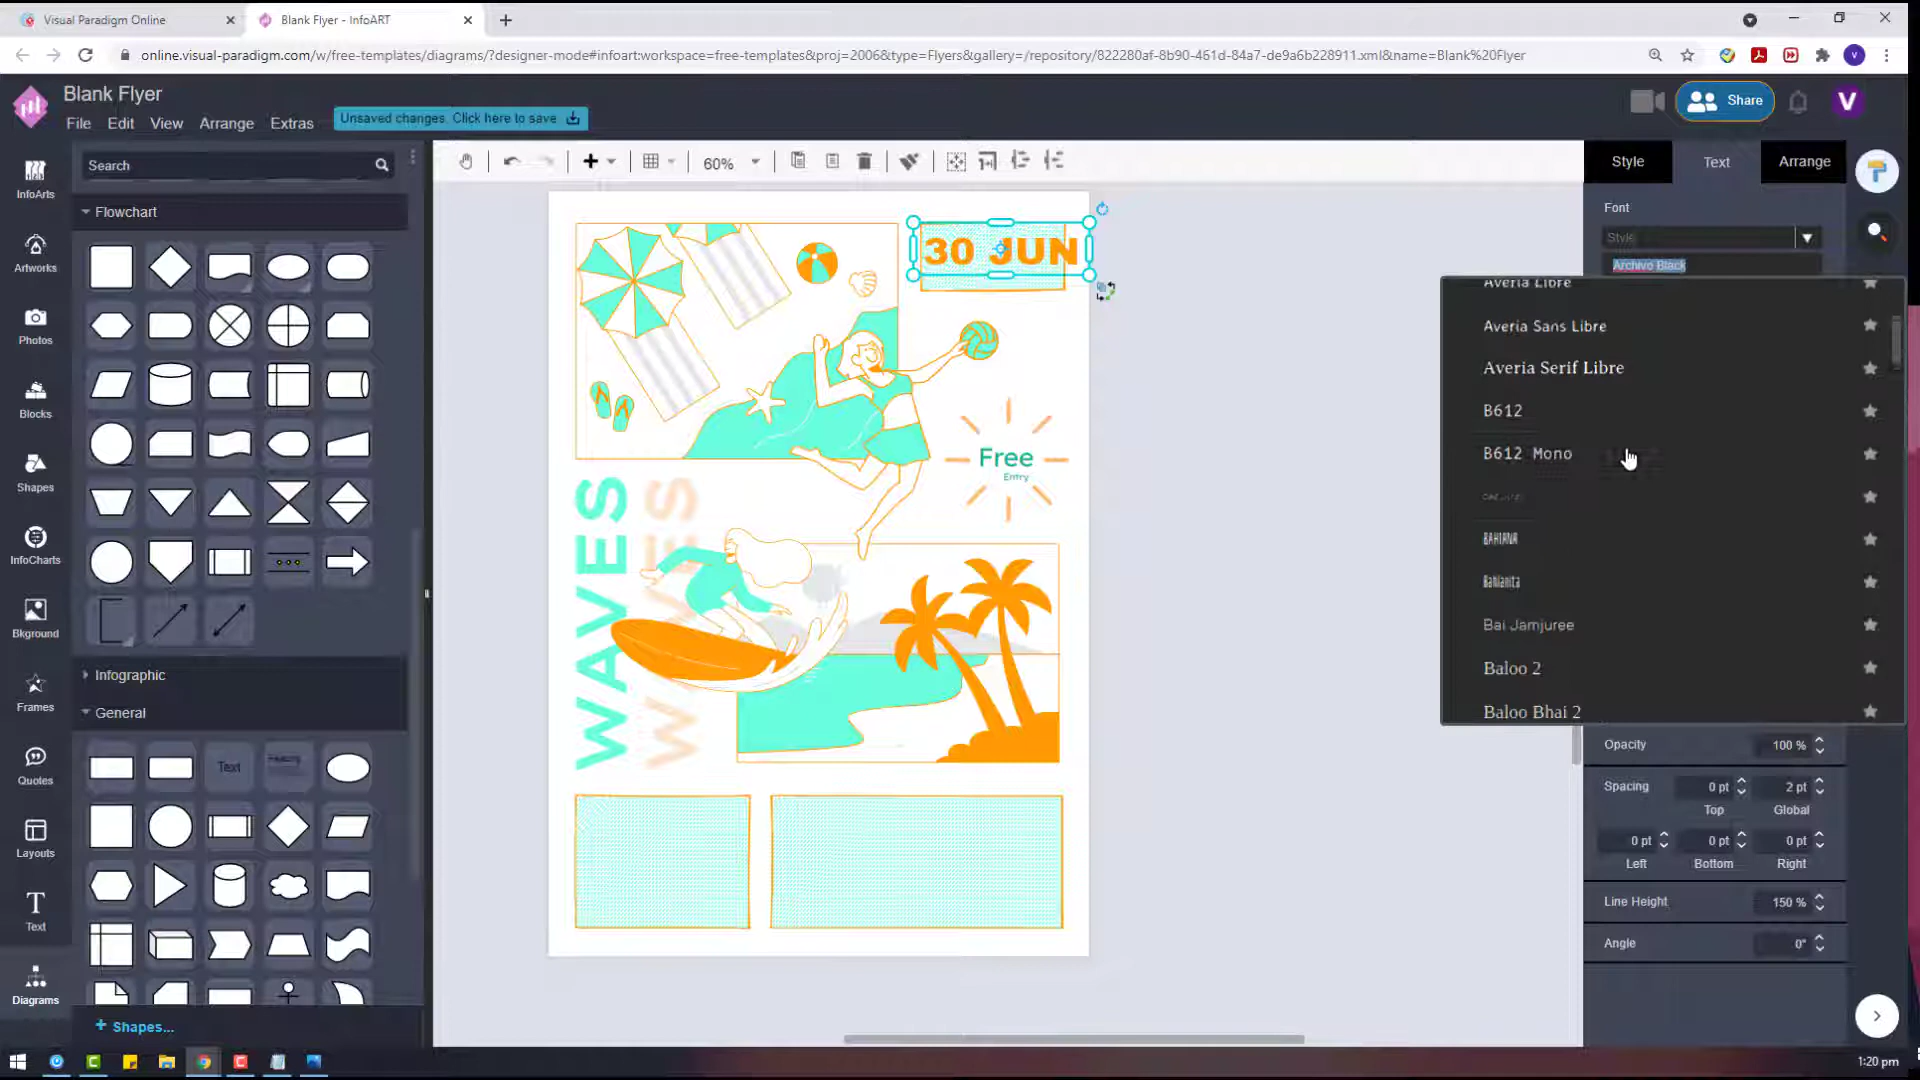 Visual Paradigm Online
Blank Flyer - InfoART
online.visual-paradigm.com/w/free-templates/diagrams/?designer-mode#infoart:workspace=free-templates&proj=2006&type=Flyers&gallery=/repository/822280af-8b90-461d-84a7-de9a6b228911.xml&name=Blank%20Flyer
V
Blank Flyer
File Edit View Arrange Extras
Unsaved changes. Click here to save
Share
V
InfoArts
Artworks
Photos
Blocks
Shapes
InfoCharts
Bkground
Frames
Quotes
Layouts
Text
Diagrams
Search
Flowchart
Infographic
General
Text
Heading
+ Shapes...
60%
30 JUN
Free
Entry
WAVES
WAVES
Style Text Arrange
Font
Style
Archivo Black
Averia Libre
Averia Sans Libre
Averia Serif Libre
B612
B612 Mono
BAHIANA
Bahianita
Bai Jamjuree
Baloo 2
Baloo Bhai 2
Opacity 100 %
Spacing 0 pt 2 pt
Top Global
0 pt 0 pt 0 pt
Left Bottom Right
Line Height 150 %
Angle 0°
1:20 pm